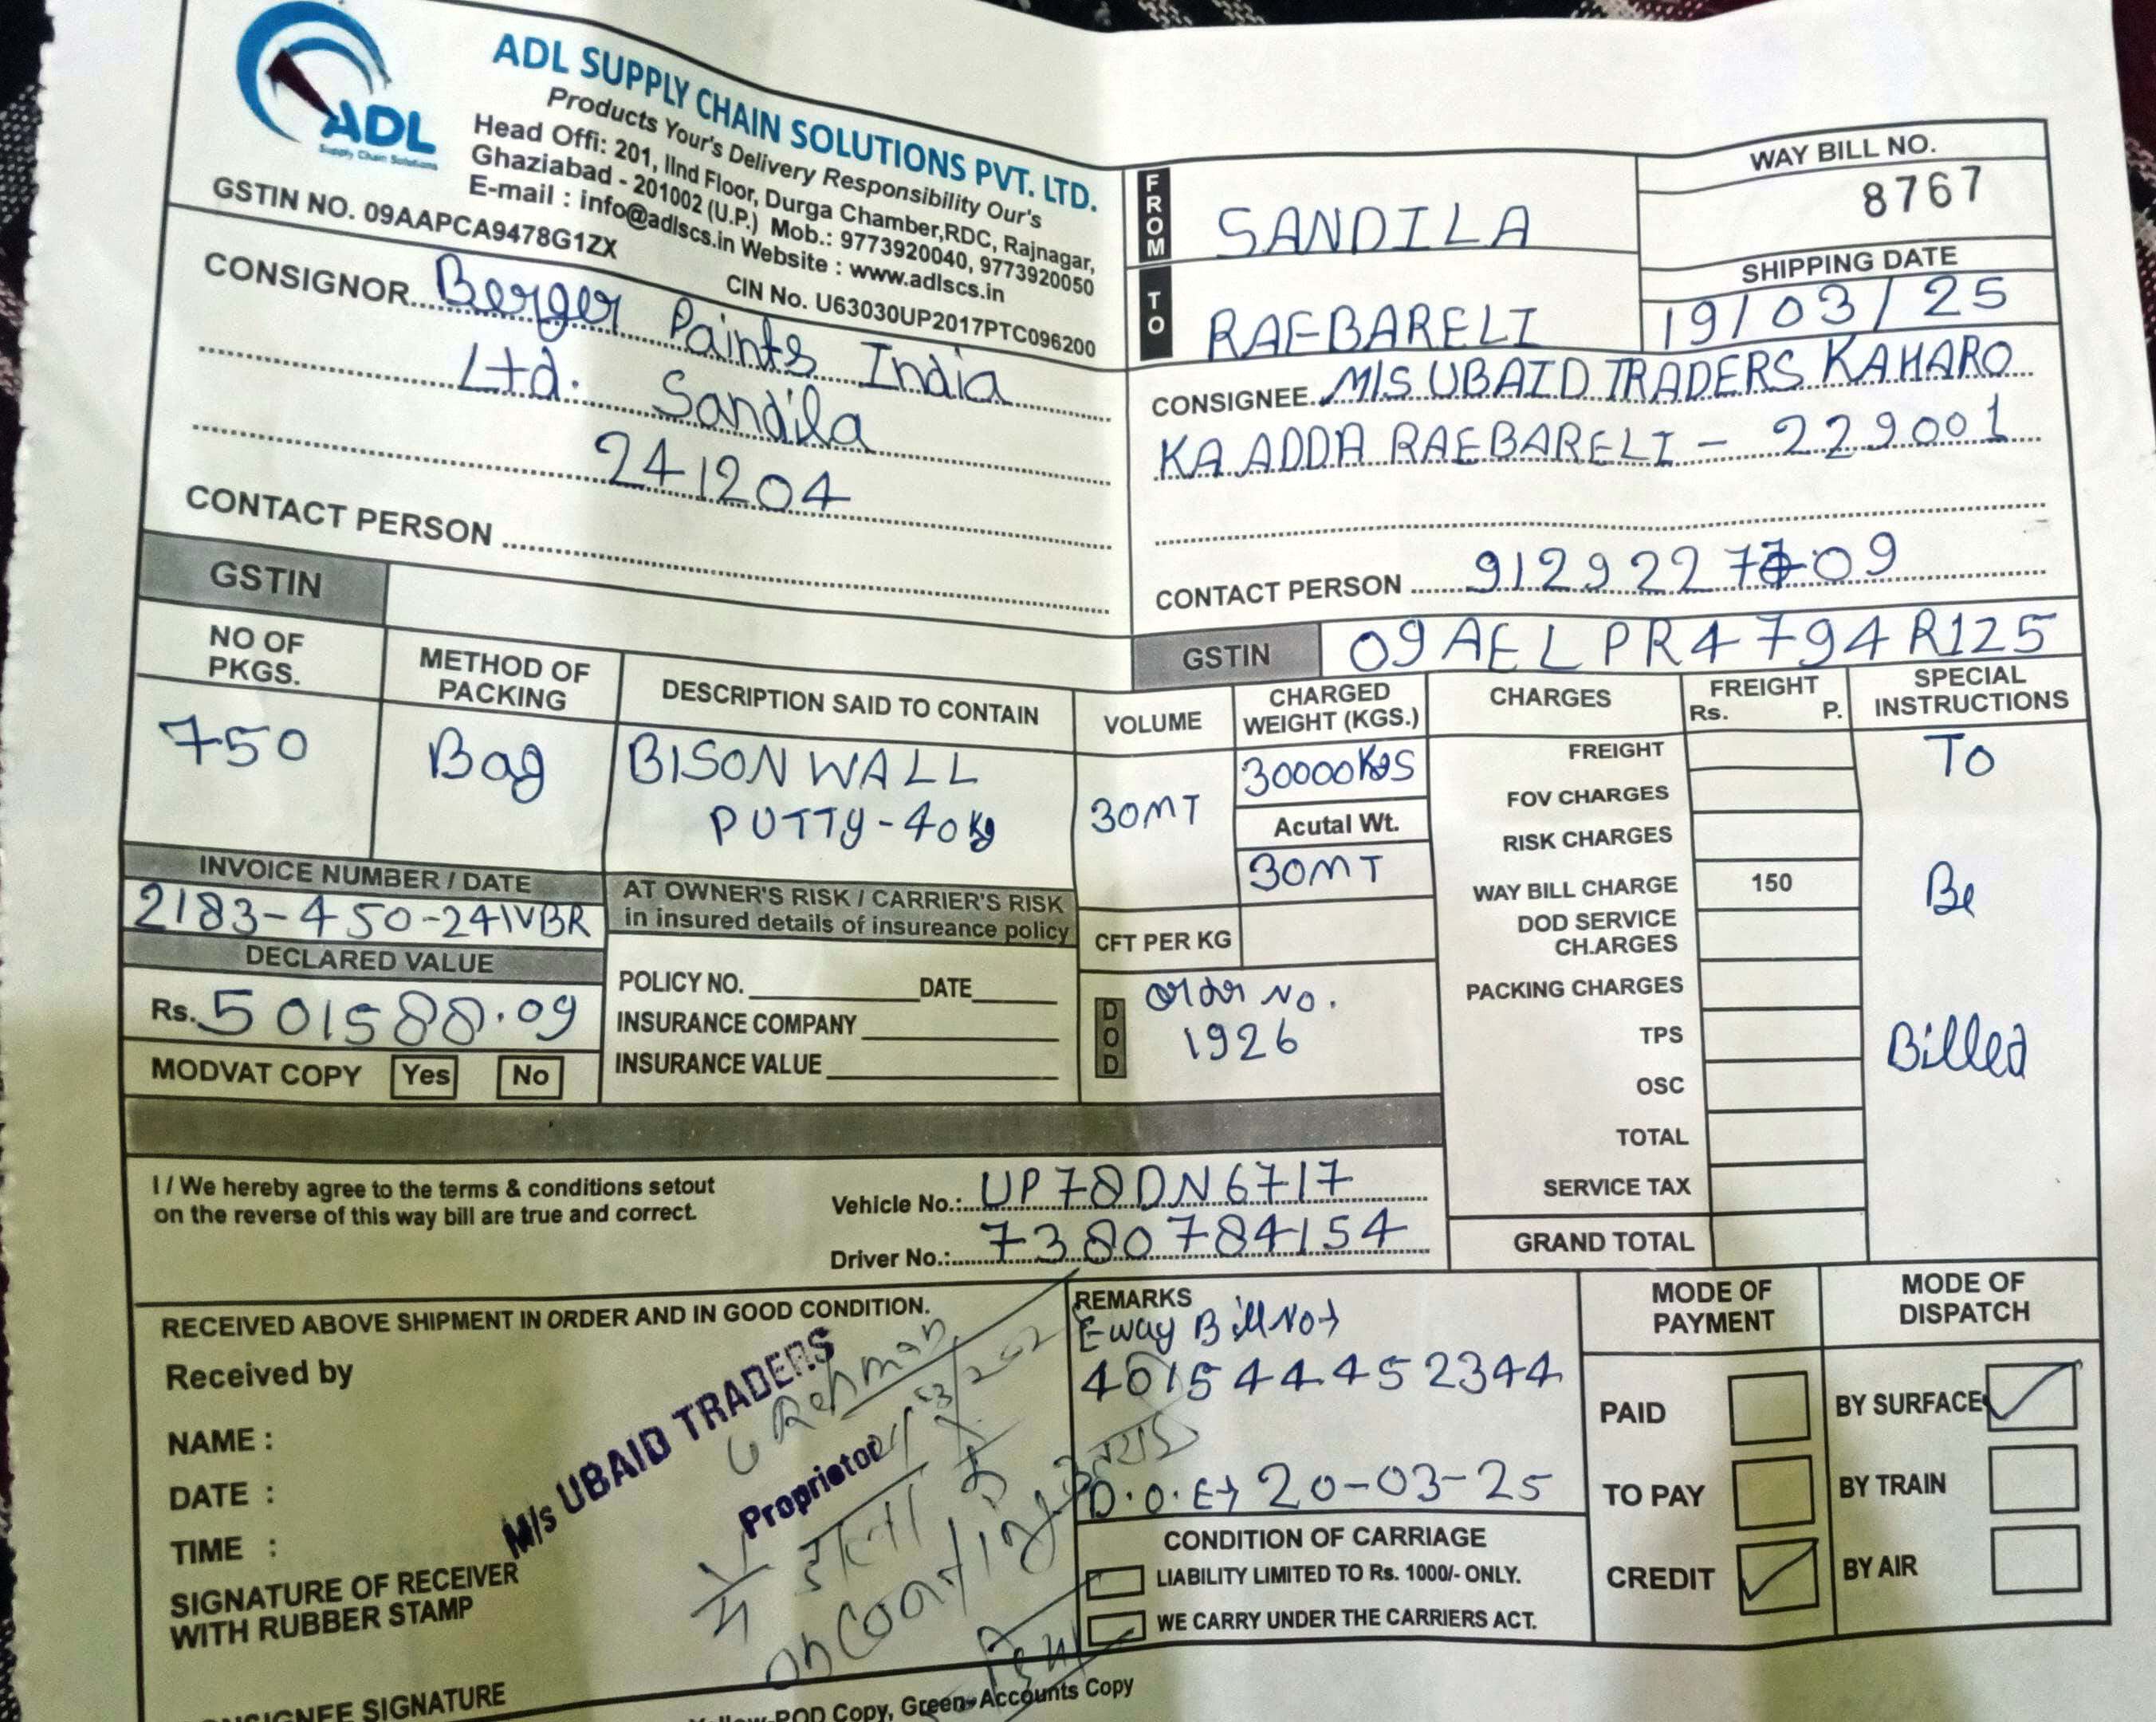 ADL
Supply Chain Solutions
ADL SUPPLY CHAIN SOLUTIONS PVT. LTD.
Products Your's Delivery Responsibility Our's
Head Offi: 201, IInd Floor, Durga Chamber,RDC, Rajnagar,
Ghaziabad - 201002 (U.P.) Mob.: 9773920040, 9773920050
E-mail : info@adlscs.in Website : www.adlscs.in
GSTIN NO. 09AAPCA9478G1ZX
CIN No. U63030UP2017PTC096200
FROM SANDILA
TO RAEBARELI
WAY BILL NO.
8767
SHIPPING DATE
19/03/25
CONSIGNOR Berger Paints India
Ltd. Sandila
241204
CONTACT PERSON
GSTIN
CONSIGNEE M/S UBAID TRADERS KAHARO
KA ADDA RAEBARELI - 229001
CONTACT PERSON 9129227709
GSTIN 09AELPR4794R125
NO OF PKGS.
METHOD OF PACKING
DESCRIPTION SAID TO CONTAIN
VOLUME
CHARGED WEIGHT (KGS.)
CHARGES
FREIGHT
Rs. P.
SPECIAL INSTRUCTIONS
750
Bag
BISON WALL
PUTTY-40kg
30MT
30000KGS
Acutal Wt.
30MT
CFT PER KG
FREIGHT
FOV CHARGES
RISK CHARGES
WAY BILL CHARGE 150
DOD SERVICE
CH.ARGES
PACKING CHARGES
TPS
OSC
TOTAL
SERVICE TAX
GRAND TOTAL
To
Be
Billed
INVOICE NUMBER / DATE
2183-450-241VBR
DECLARED VALUE
Rs. 501588.09
MODVAT COPY Yes No
AT OWNER'S RISK / CARRIER'S RISK
in insured details of insureance policy
POLICY NO. DATE
INSURANCE COMPANY
INSURANCE VALUE
DOD
Order No.
1926
I / We hereby agree to the terms & conditions setout
on the reverse of this way bill are true and correct.
Vehicle No.: UP78DN6717
Driver No.: 7380784154
RECEIVED ABOVE SHIPMENT IN ORDER AND IN GOOD CONDITION.
Received by
NAME :
DATE :
TIME :
SIGNATURE OF RECEIVER
WITH RUBBER STAMP
M/s UBAID TRADERS
Rehman
Proprietor
REMARKS
E-way Bill No→
401544452344
D.O.E→ 20-03-25
CONDITION OF CARRIAGE
LIABILITY LIMITED TO Rs. 1000/- ONLY.
WE CARRY UNDER THE CARRIERS ACT.
MODE OF PAYMENT
PAID
TO PAY
CREDIT
MODE OF DISPATCH
BY SURFACE
BY TRAIN
BY AIR
SIGNATURE
POD Copy, Green- Accounts Copy